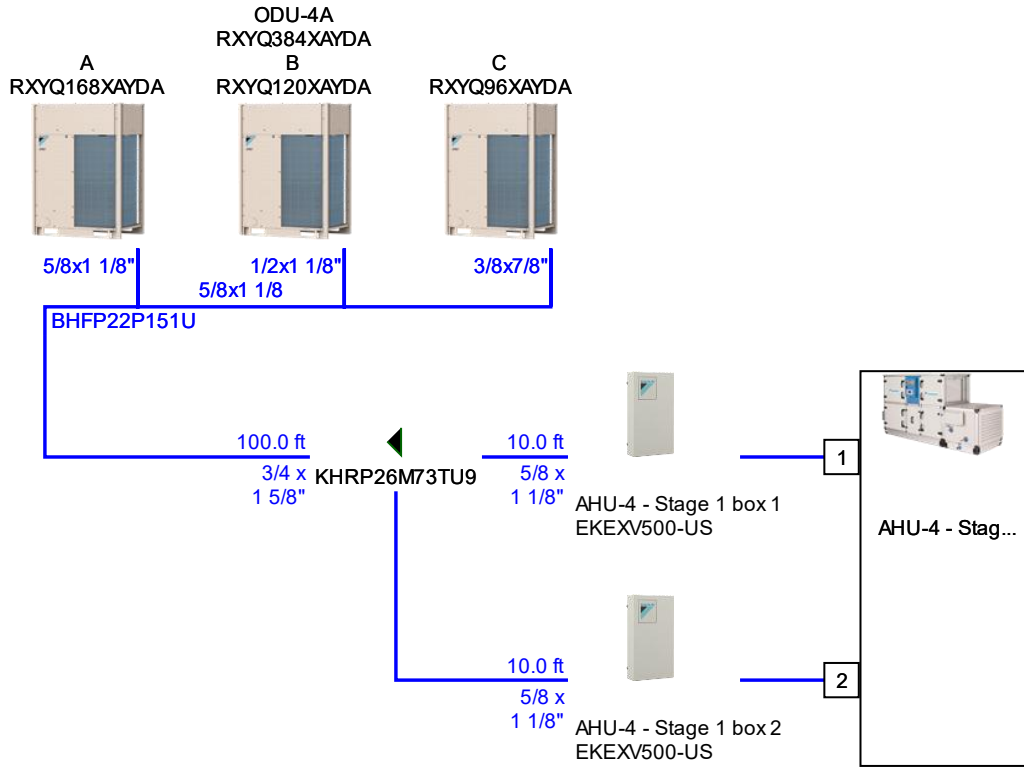 ODU-4A
RXYQ384XAYDA
A
B
C
RXYQ168XAYDA
RXYQ120XAYDA
RXYQ96XAYDA
5/8x1 1/8"
1/2x1 1/8"
3/8x7/8"
5/8x1 1/8
BHFP22P151U
100.0 ft
3/4 x
1 5/8"
KHRP26M73TU9
10.0 ft
5/8 x
1 1/8"
AHU-4 - Stage 1 box 1
EKEXV500-US
1
AHU-4 - Stag...
10.0 ft
5/8 x
1 1/8"
AHU-4 - Stage 1 box 2
EKEXV500-US
2